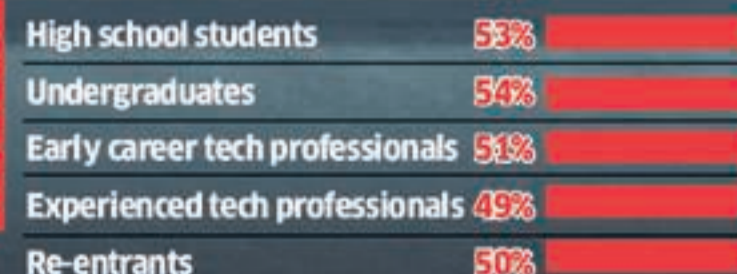 High school students 53%
Undergraduates 54%
Early career tech professionals 51%
Experienced tech professionals 49%
Re-entrants 50%